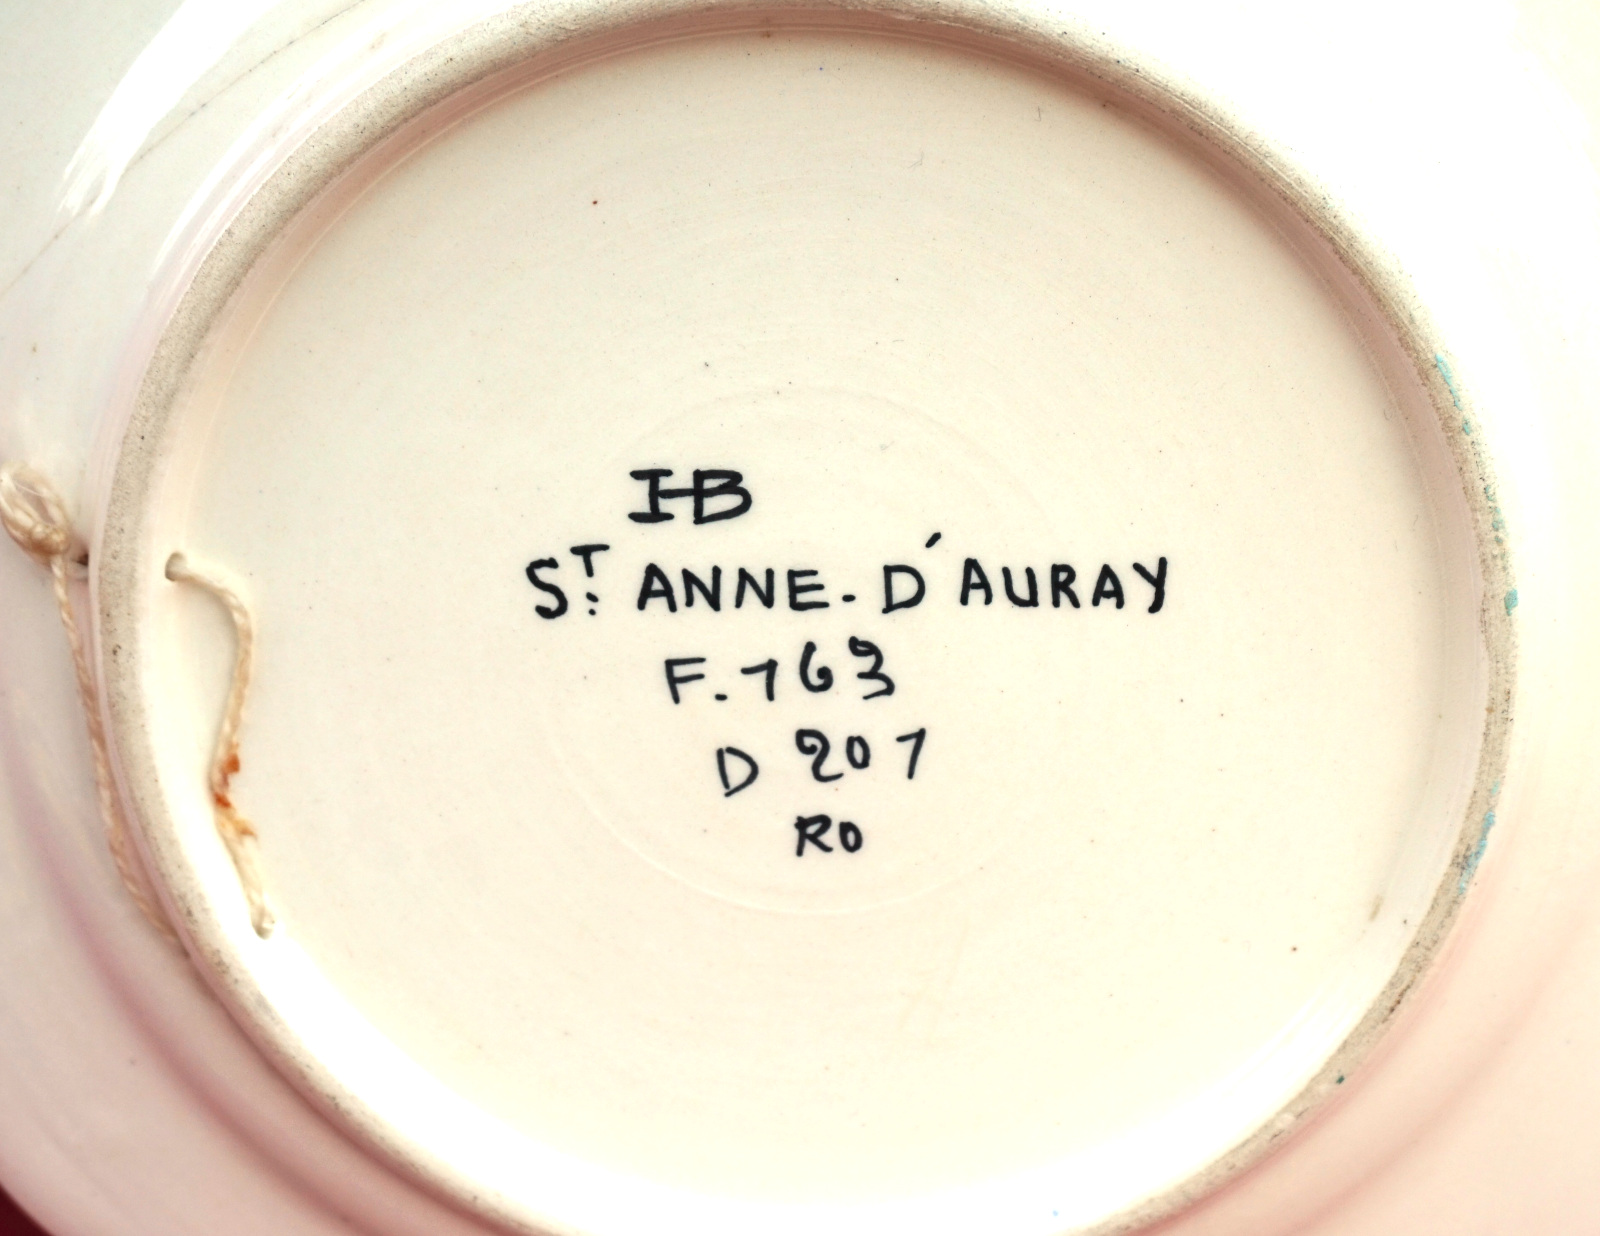 HB
ST. ANNE-D'AURAY
F.763
D 207
RO